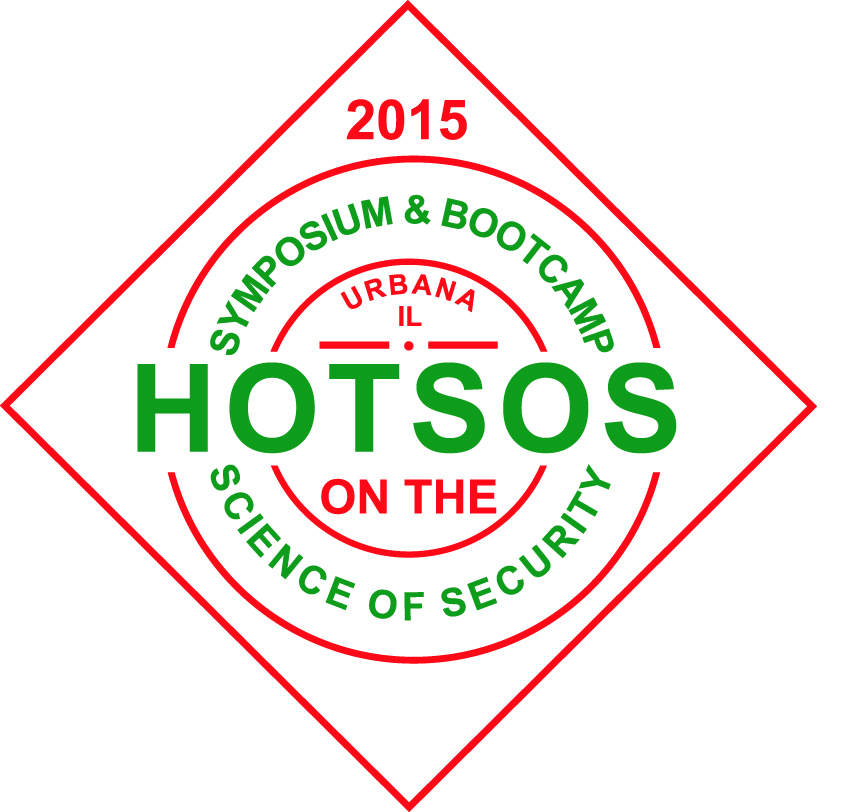 2015
SYMPOSIUM & BOOTCAMP
URBANA
IL
HOTSOS
ON THE
SCIENCE OF SECURITY